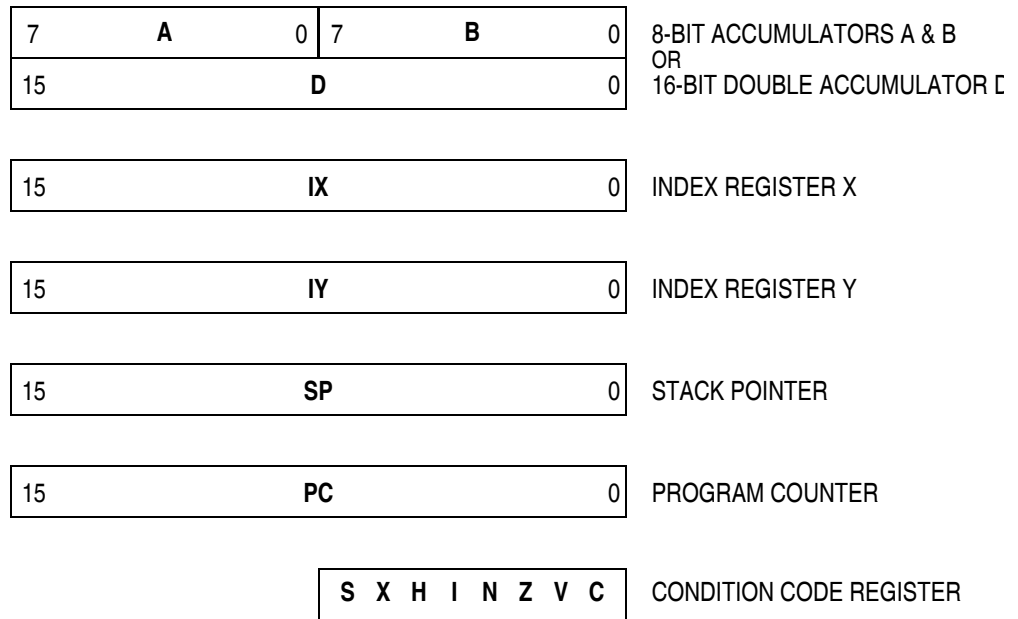 7 A 0 7 B 0 8-BIT ACCUMULATORS A & B
OR
15 D 0 16-BIT DOUBLE ACCUMULATOR D
15 IX 0 INDEX REGISTER X
15 IY 0 INDEX REGISTER Y
15 SP 0 STACK POINTER
15 PC 0 PROGRAM COUNTER
S X H I N Z V C CONDITION CODE REGISTER